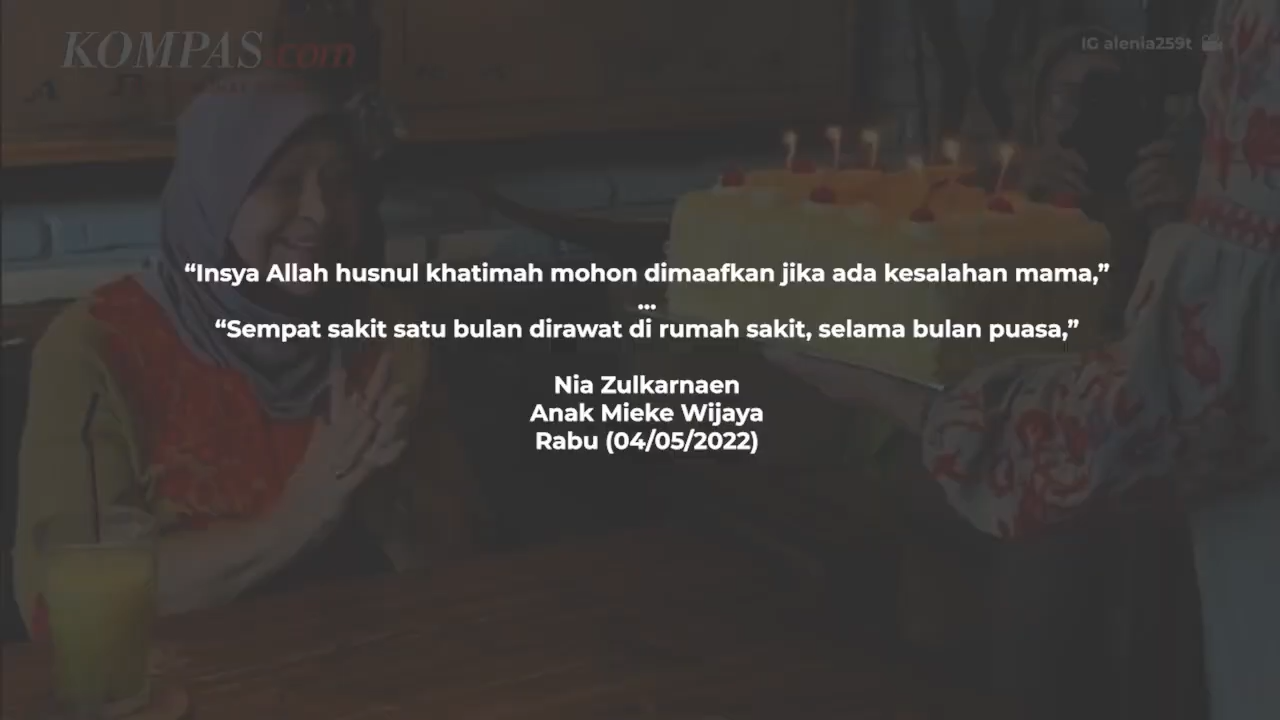 KOMPAS.com
IG alenia259t
“Insya Allah husnul khatimah mohon dimaafkan jika ada kesalahan mama,”
...
“Sempat sakit satu bulan dirawat di rumah sakit, selama bulan puasa,”
Nia Zulkarnaen
Anak Mieke Wijaya
Rabu (04/05/2022)